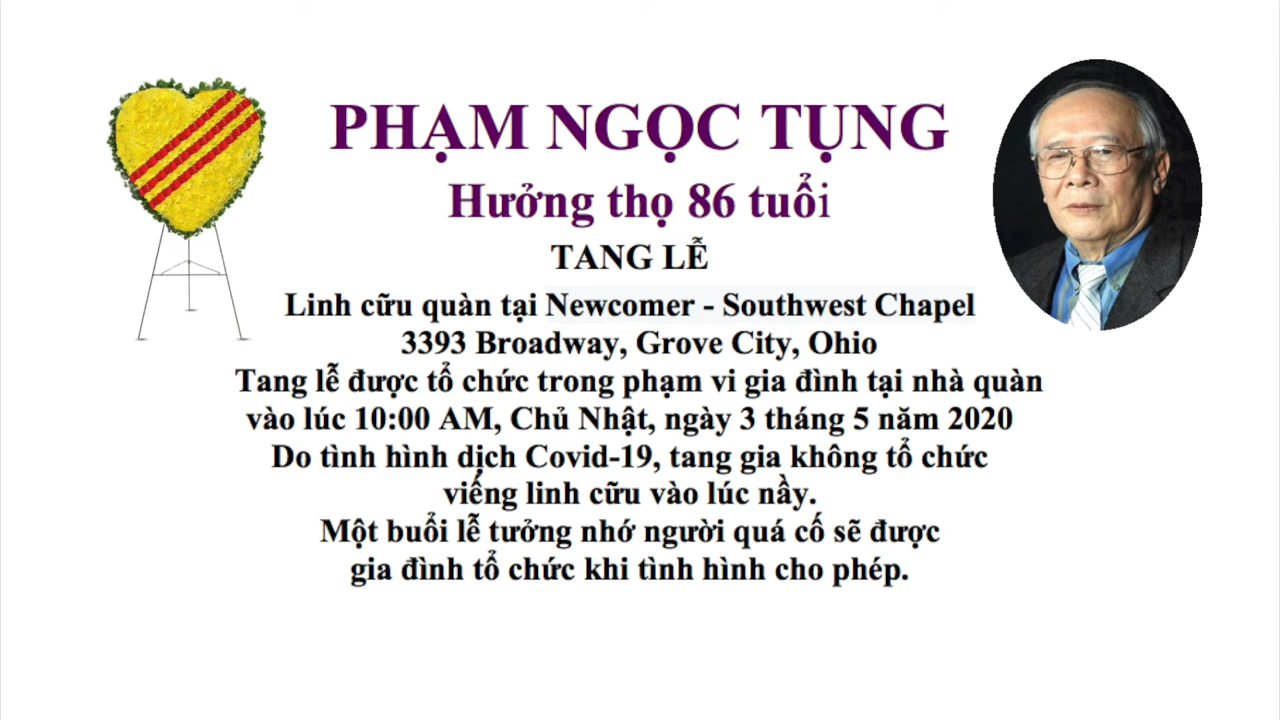 PHẠM NGỌC TỤNG
Hưởng thọ 86 tuổi
TANG LỄ
Linh cữu quàn tại Newcomer - Southwest Chapel
3393 Broadway, Grove City, Ohio
Tang lễ được tổ chức trong phạm vi gia đình tại nhà quàn
vào lúc 10:00 AM, Chủ Nhật, ngày 3 tháng 5 năm 2020
Do tình hình dịch Covid-19, tang gia không tổ chức
viếng linh cữu vào lúc nầy.
Một buổi lễ tưởng nhớ người quá cố sẽ được
gia đình tổ chức khi tình hình cho phép.